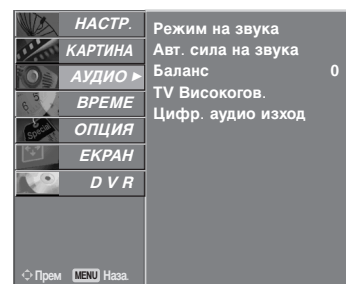 НАСТР.
КАРТИНА
АУДИО ►
ВРЕМЕ
ОПЦИЯ
ЕКРАН
D V R
Режим на звука
Авт. сила на звука
Баланс 0
TV Високогов.
Цифр. аудио изход
Прем MENU Наза.